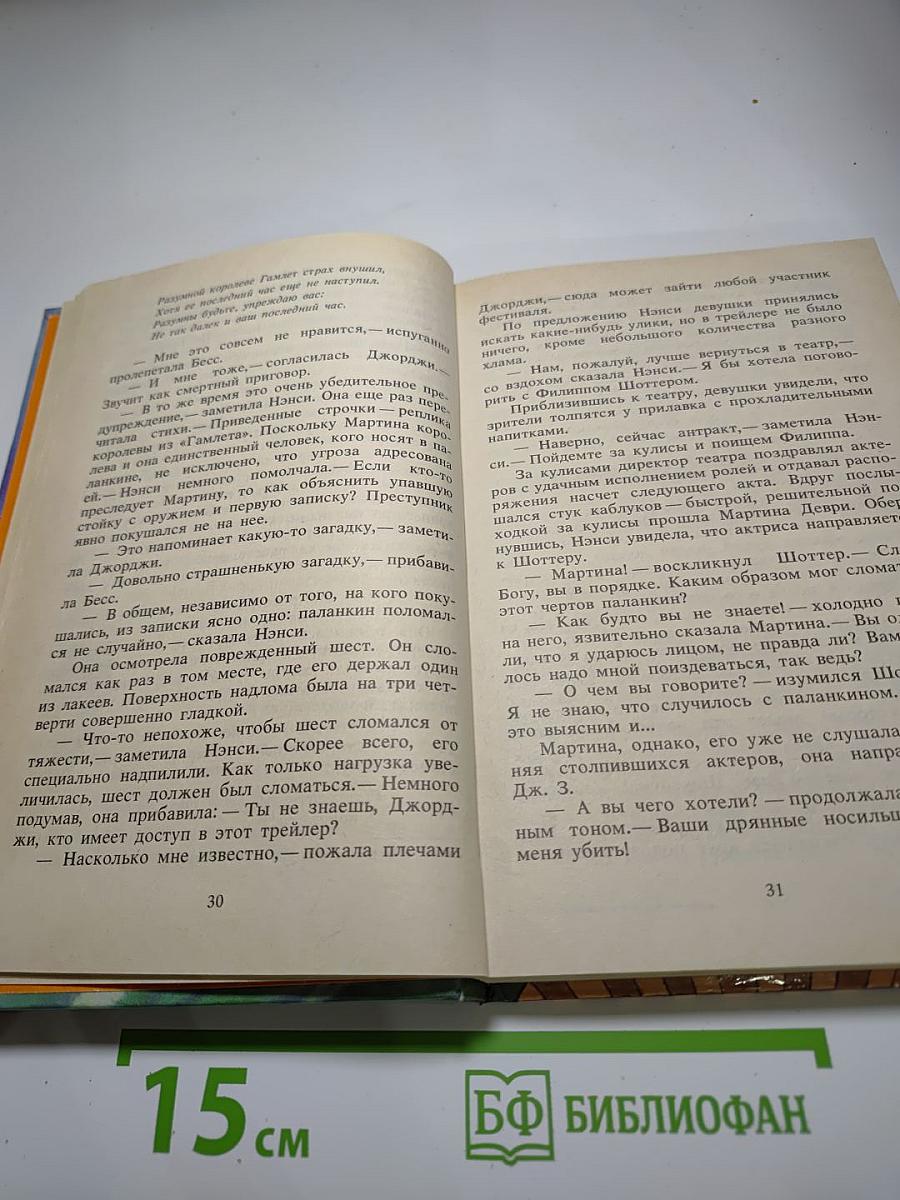 Разумной королеве Гамлет страх внушил,
Хотя ее последний час еще не наступил.
Разумны будьте, упреждаю вас:
Не так далек и ваш последний час.
— Мне это совсем не нравится,— испуганно
пролепетала Бесс.
— И мне тоже,— согласилась Джорджи.—
Звучит как смертный приговор.
— В то же время это очень убедительное пре-
дупреждение,— заметила Нэнси. Она еще раз пере-
читала стихи.— Приведенные строчки — реплика
королевы из «Гамлета». Поскольку Мартина коро-
лева и она единственный человек, кого носят в па-
ланкине, не исключено, что угроза адресована
ей.— Нэнси немного помолчала.— Если кто-то
преследует Мартину, то как объяснить упавшую
стойку с оружием и первую записку? Преступник
явно покушался не на нее.
— Это напоминает какую-то загадку,— замети-
ла Джорджи.
— Довольно страшненькую загадку,— прибави-
ла Бесс.
— В общем, независимо от того, на кого поку-
шались, из записки ясно одно: паланкин поломал-
ся не случайно,— сказала Нэнси.
Она осмотрела поврежденный шест. Он сло-
мался как раз в том месте, где его держал один
из лакеев. Поверхность надлома была на три чет-
верти совершенно гладкой.
— Что-то непохоже, чтобы шест сломался от
тяжести,— заметила Нэнси.— Скорее всего, его
специально надпилили. Как только нагрузка уве-
личилась, шест должен был сломаться.— Немного
подумав, она прибавила: — Ты не знаешь, Джорд-
жи, кто имеет доступ в этот трейлер?
— Насколько мне известно,— пожала плечами
30
Джорджи,— сюда может зайти любой участник
фестиваля.
По предложению Нэнси девушки принялись
искать какие-нибудь улики, но в трейлере не было
ничего, кроме небольшого количества разного
хлама.
— Нам, пожалуй, лучше вернуться в театр,—
со вздохом сказала Нэнси.— Я бы хотела погово-
рить с Филиппом Шоттером.
Приблизившись к театру, девушки увидели, что
зрители толпятся у прилавка с прохладительными
напитками.
— Наверно, сейчас антракт,— заметила Нэн-
си.— Пойдемте за кулисы и поищем Филиппа.
За кулисами директор театра поздравлял акте-
ров с удачным исполнением ролей и отдавал распо-
ряжения насчет следующего акта. Вдруг послы-
шался стук каблуков — быстрой, решительной по-
ходкой за кулисы прошла Мартина Деври. Обер
нувшись, Нэнси увидела, что актриса направляет
к Шоттеру.
— Мартина! — воскликнул Шоттер.— Сл
Богу, вы в порядке. Каким образом мог сломат
этот чертов паланкин?
— Как будто вы не знаете! — холодно
на него, язвительно сказала Мартина.— Вы
ли, что я ударюсь лицом, не правда ли? Вам
лось надо мной поиздеваться, так ведь?
— О чем вы говорите? — изумился Шо
Я не знаю, что случилось с паланкином.
это выясним и...
Мартина, однако, его уже не слушала
няя столпившихся актеров, она напра
Дж. З.
— А вы чего хотели? — продолжала
ным тоном.— Ваши дрянные носильщ
меня убить!
31
15 см
БФ БИБЛИОФАН